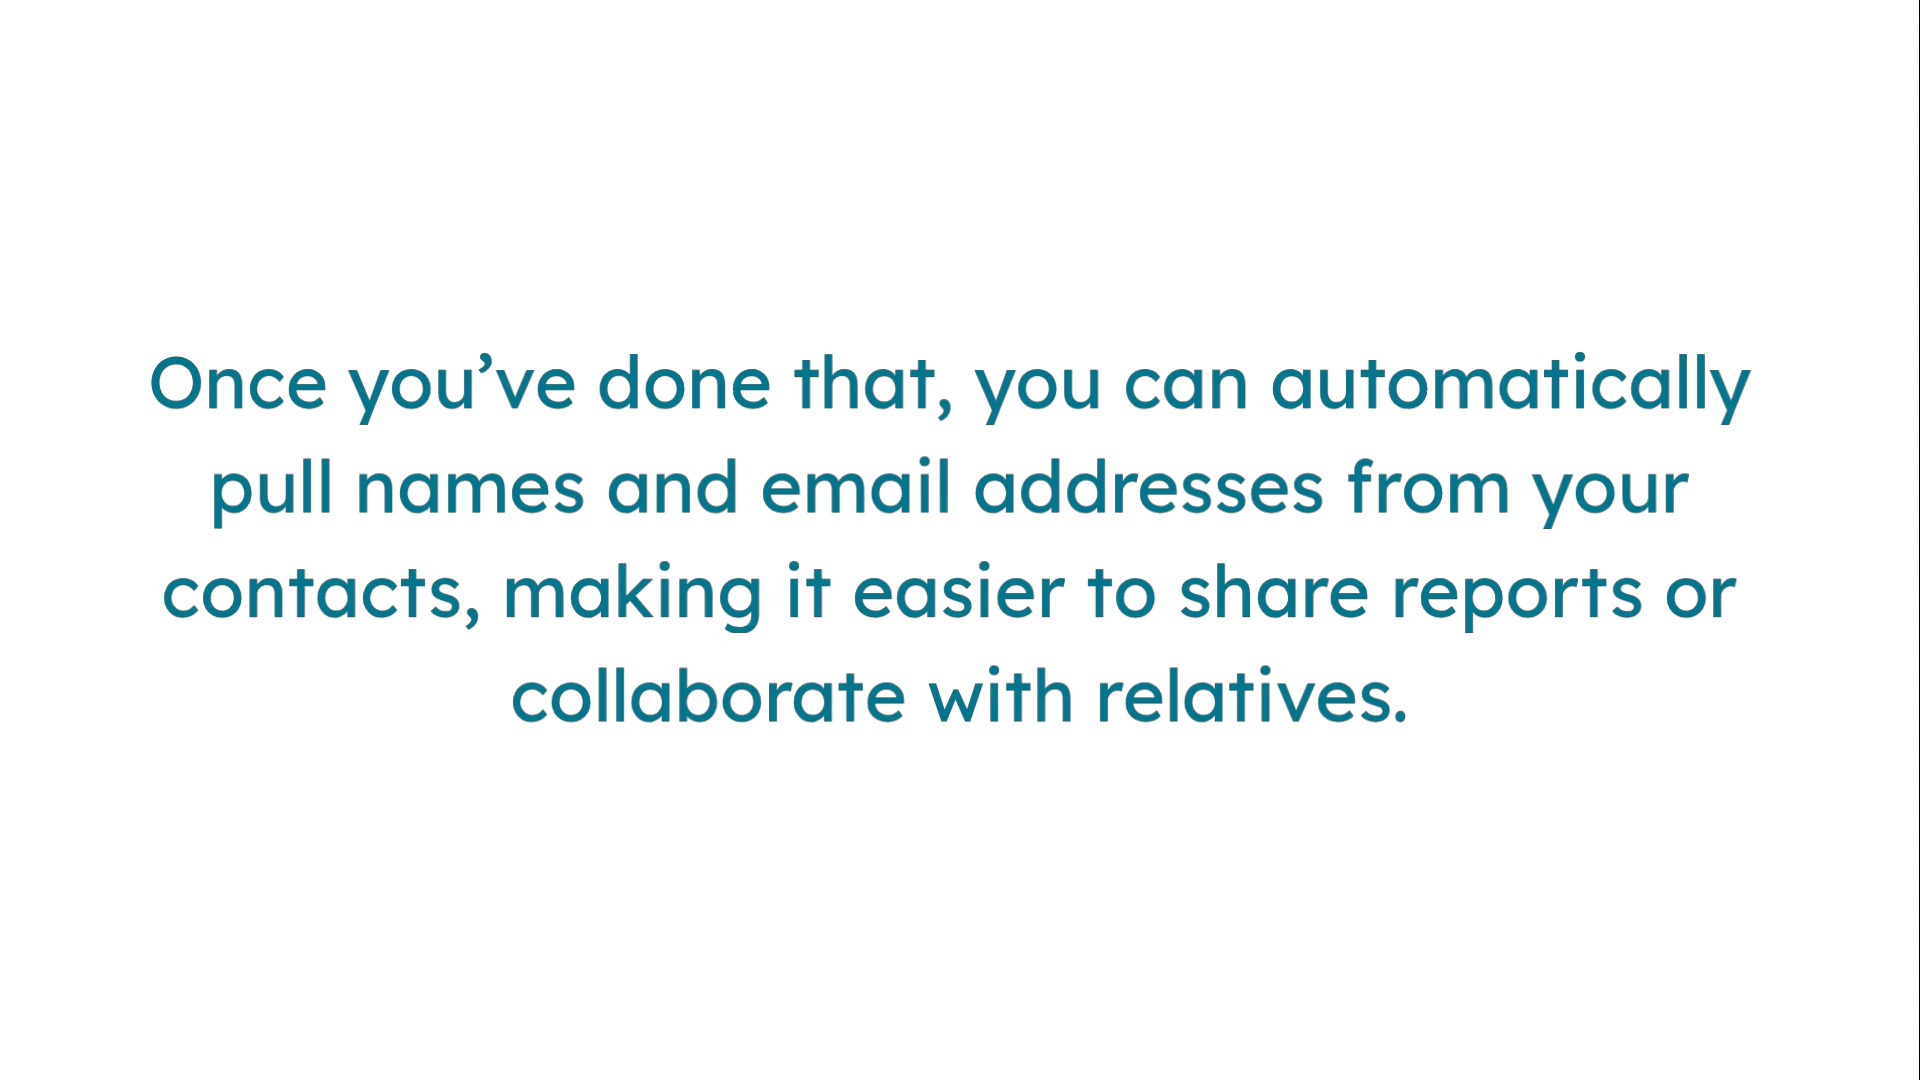 Once you’ve done that, you can automatically
pull names and email addresses from your
contacts, making it easier to share reports or
collaborate with relatives.